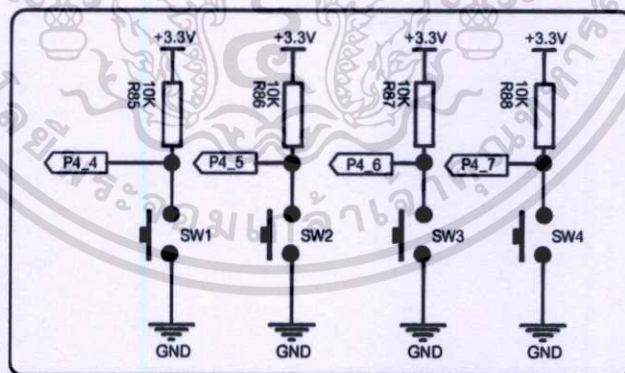 +3.3V +3.3V +3.3V +3.3V
10K R85 10K R86 10K R87 10K R88
P4_4 P4_5 P4_6 P4_7
SW1 SW2 SW3 SW4
GND GND GND GND